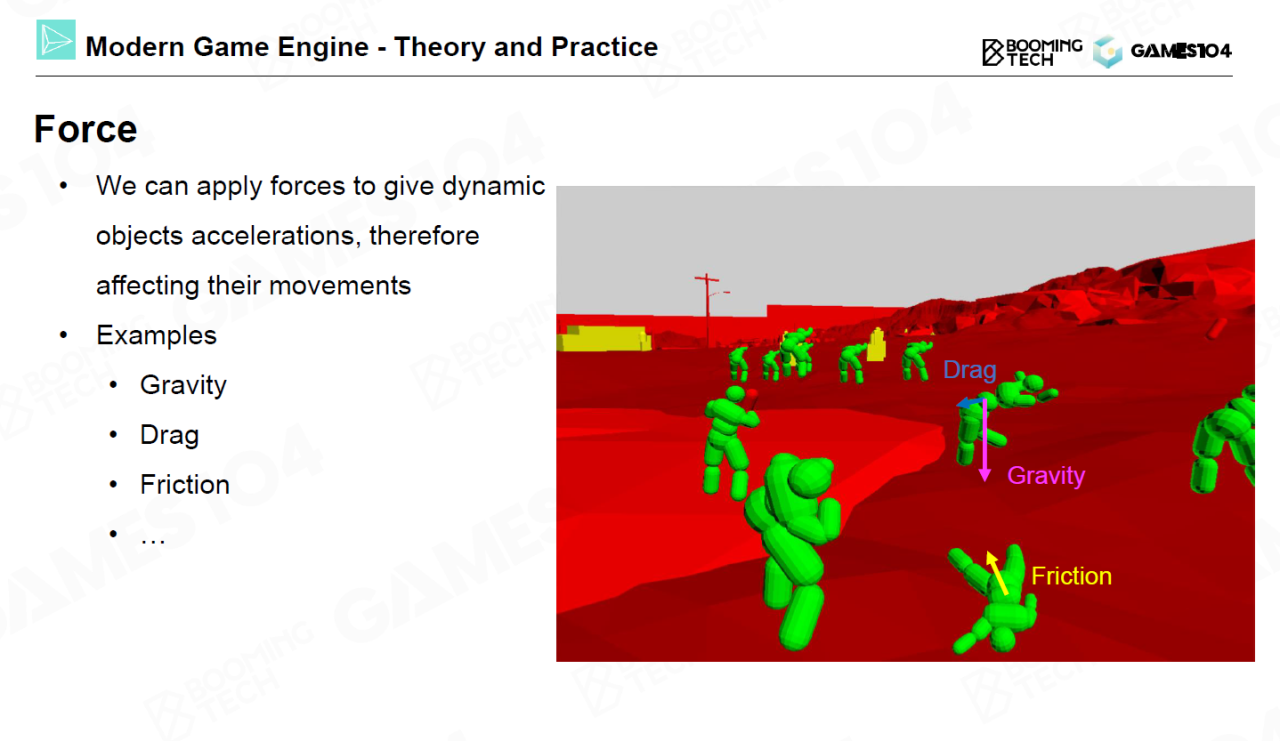 Modern Game Engine - Theory and Practice
BOOMING
TECH
GAMES104
Force
• We can apply forces to give dynamic
objects accelerations, therefore
affecting their movements
• Examples
• Gravity
• Drag
• Friction
• …
Drag
Gravity
Friction